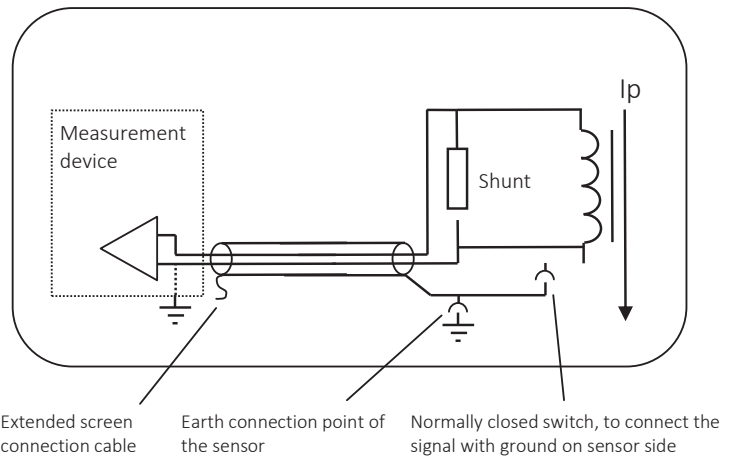 Ip
Measurement
device
Shunt
Extended screen
connection cable
Earth connection point of
the sensor
Normally closed switch, to connect the
signal with ground on sensor side